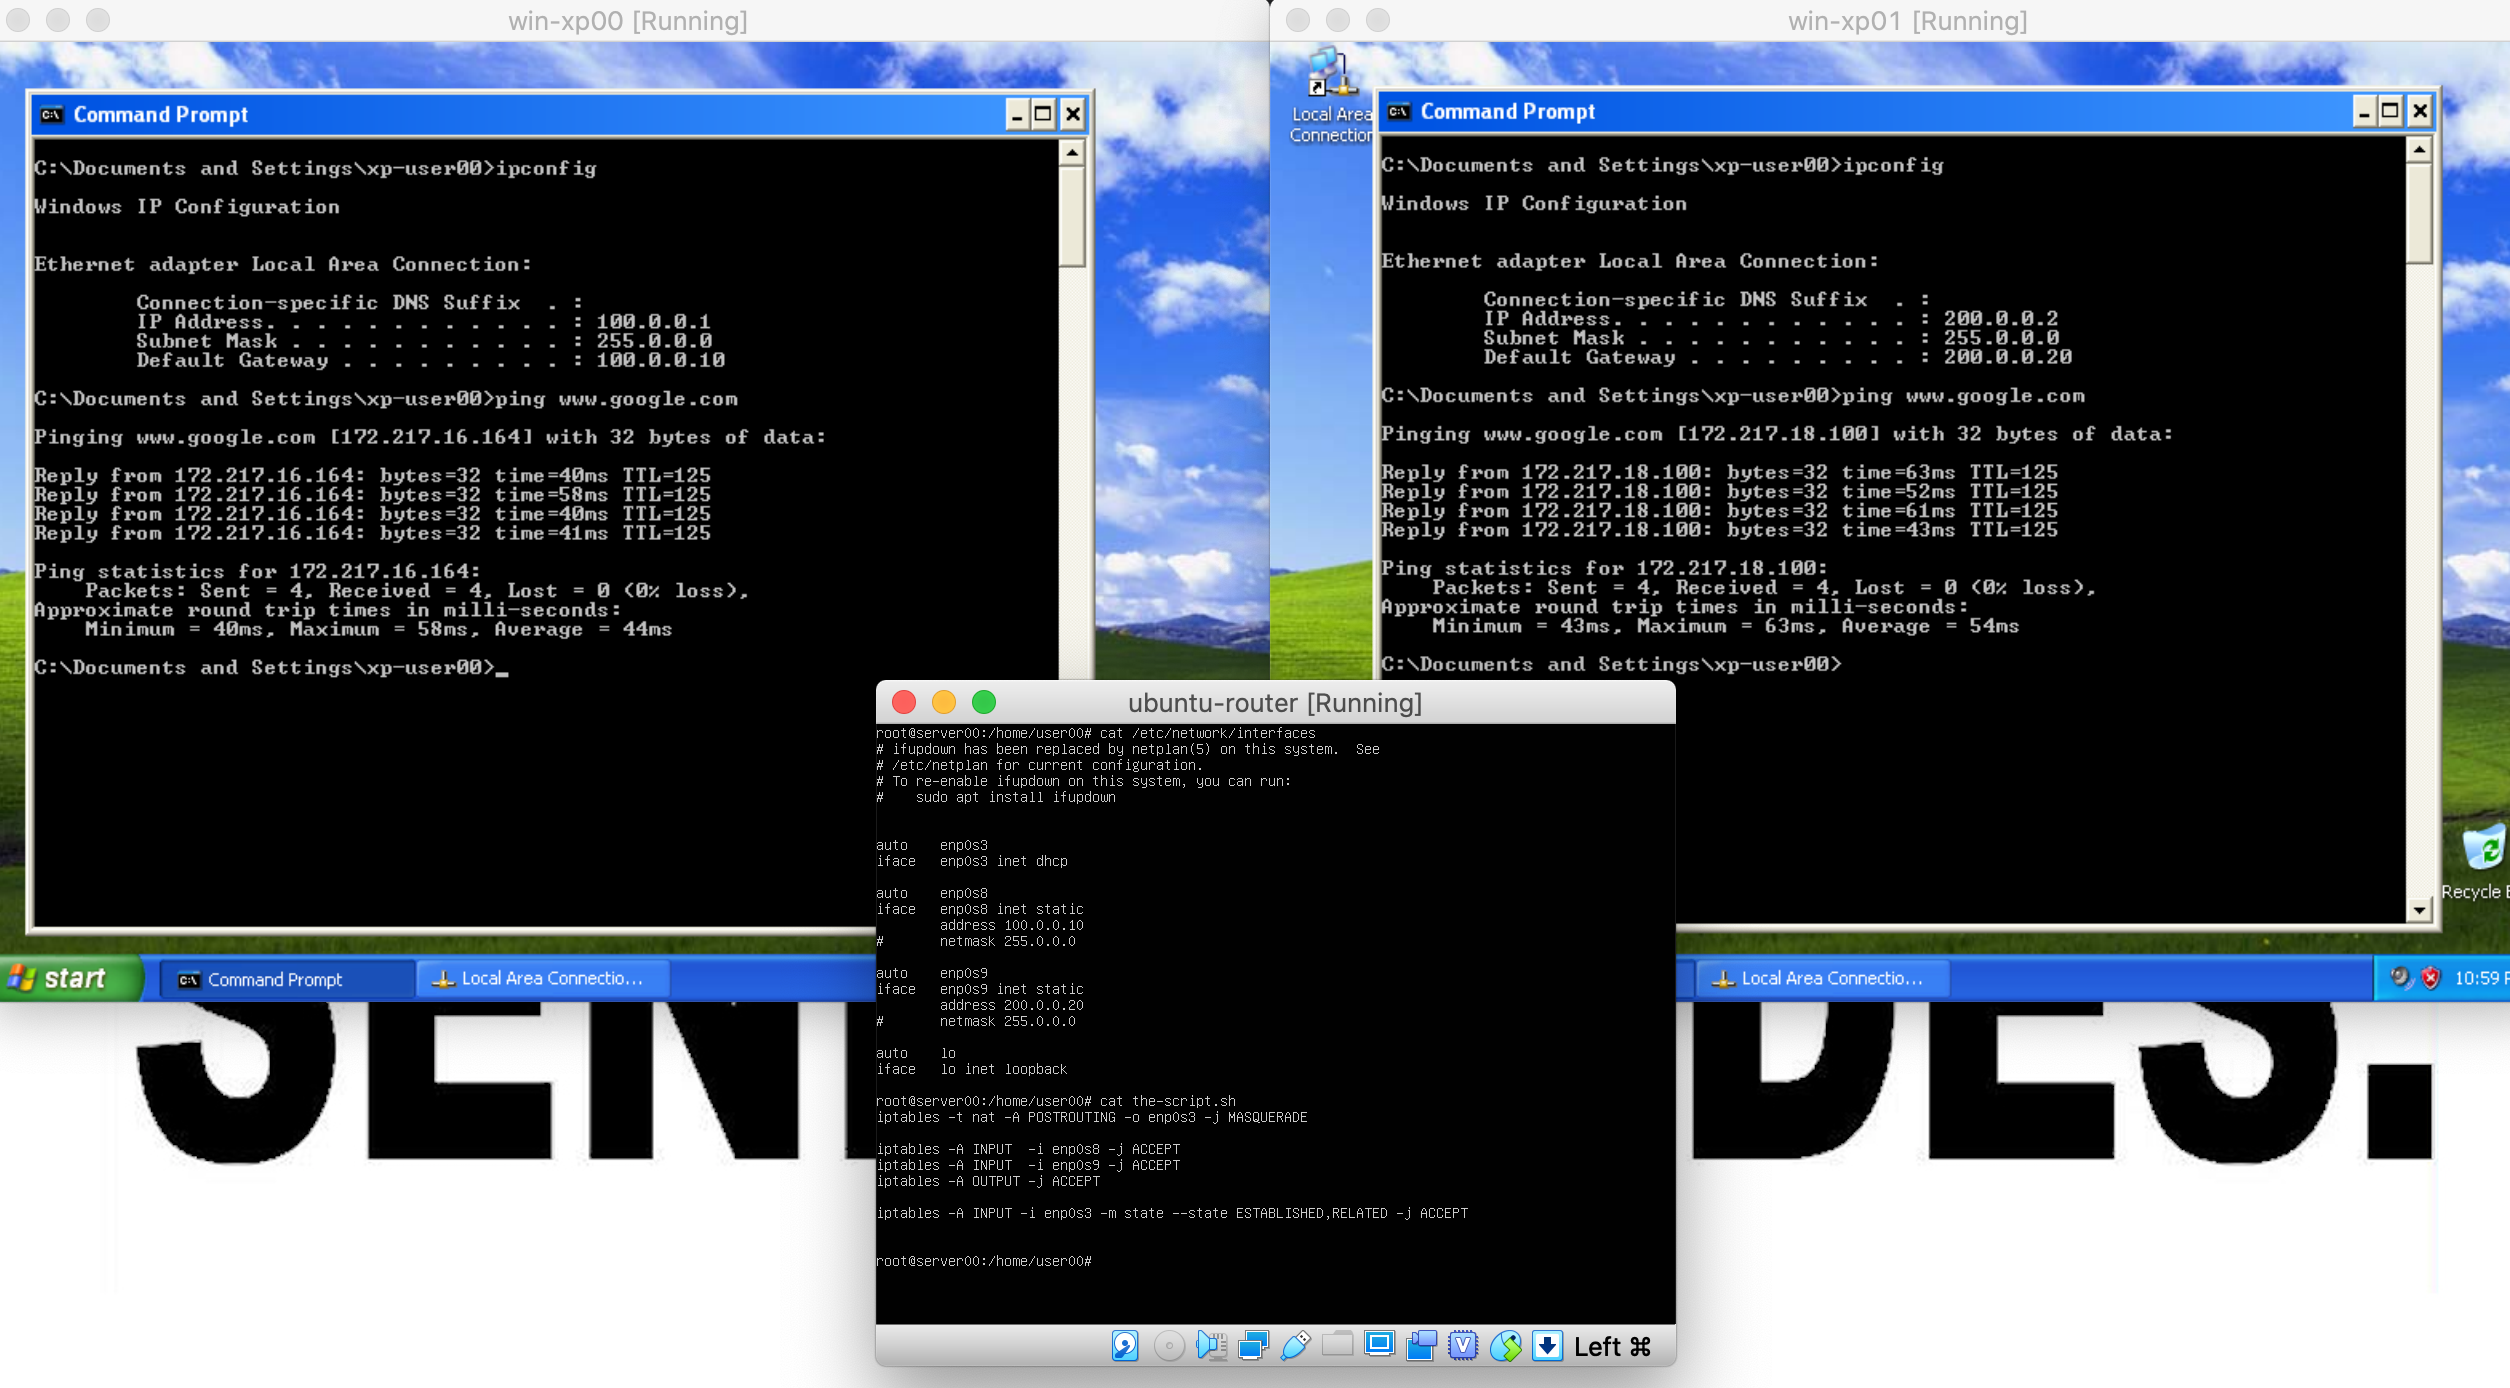 win-xp00 [Running]
Command Prompt
C:\Documents and Settings\xp-user00>ipconfig
Windows IP Configuration
Ethernet adapter Local Area Connection:
Connection-specific DNS Suffix  . :
IP Address. . . . . . . . . . . . : 100.0.0.1
Subnet Mask . . . . . . . . . . . : 255.0.0.0
Default Gateway . . . . . . . . . : 100.0.0.10
C:\Documents and Settings\xp-user00>ping www.google.com
Pinging www.google.com [172.217.16.164] with 32 bytes of data:
Reply from 172.217.16.164: bytes=32 time=40ms TTL=125
Reply from 172.217.16.164: bytes=32 time=58ms TTL=125
Reply from 172.217.16.164: bytes=32 time=40ms TTL=125
Reply from 172.217.16.164: bytes=32 time=41ms TTL=125
Ping statistics for 172.217.16.164:
Packets: Sent = 4, Received = 4, Lost = 0 (0% loss),
Approximate round trip times in milli-seconds:
Minimum = 40ms, Maximum = 58ms, Average = 44ms
C:\Documents and Settings\xp-user00>_
start
Command Prompt
Local Area Connectio...
win-xp01 [Running]
Local Area
Connection
Command Prompt
C:\Documents and Settings\xp-user00>ipconfig
Windows IP Configuration
Ethernet adapter Local Area Connection:
Connection-specific DNS Suffix  . :
IP Address. . . . . . . . . . . . : 200.0.0.2
Subnet Mask . . . . . . . . . . . : 255.0.0.0
Default Gateway . . . . . . . . . : 200.0.0.20
C:\Documents and Settings\xp-user00>ping www.google.com
Pinging www.google.com [172.217.18.100] with 32 bytes of data:
Reply from 172.217.18.100: bytes=32 time=63ms TTL=125
Reply from 172.217.18.100: bytes=32 time=52ms TTL=125
Reply from 172.217.18.100: bytes=32 time=61ms TTL=125
Reply from 172.217.18.100: bytes=32 time=43ms TTL=125
Ping statistics for 172.217.18.100:
Packets: Sent = 4, Received = 4, Lost = 0 (0% loss),
Approximate round trip times in milli-seconds:
Minimum = 43ms, Maximum = 63ms, Average = 54ms
C:\Documents and Settings\xp-user00>
Recycle
Local Area Connectio...
10:59
ubuntu-router [Running]
root@server00:/home/user00# cat /etc/network/interfaces
# ifupdown has been replaced by netplan(5) on this system.  See
# /etc/netplan for current configuration.
# To re-enable ifupdown on this system, you can run:
#    sudo apt install ifupdown
auto    enp0s3
iface   enp0s3 inet dhcp
auto    enp0s8
iface   enp0s8 inet static
address 100.0.0.10
#       netmask 255.0.0.0
auto    enp0s9
iface   enp0s9 inet static
address 200.0.0.20
#       netmask 255.0.0.0
auto    lo
iface   lo inet loopback
root@server00:/home/user00# cat the-script.sh
iptables -t nat -A POSTROUTING -o enp0s3 -j MASQUERADE
iptables -A INPUT  -i enp0s8 -j ACCEPT
iptables -A INPUT  -i enp0s9 -j ACCEPT
iptables -A OUTPUT -j ACCEPT
iptables -A INPUT -i enp0s3 -m state --state ESTABLISHED,RELATED -j ACCEPT
root@server00:/home/user00#
Left ⌘